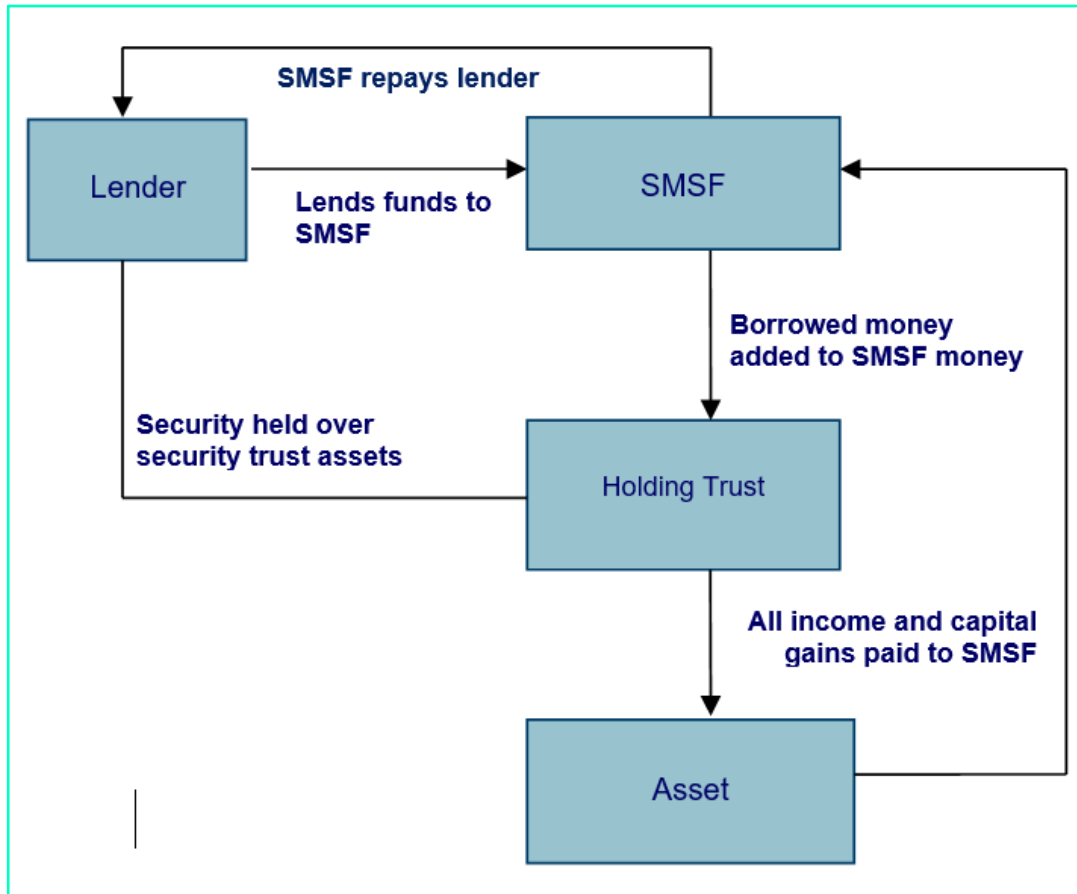 SMSF repays lender
Lender
SMSF
Lends funds to
SMSF
Borrowed money
added to SMSF money
Security held over
security trust assets
Holding Trust
All income and capital
gains paid to SMSF
Asset